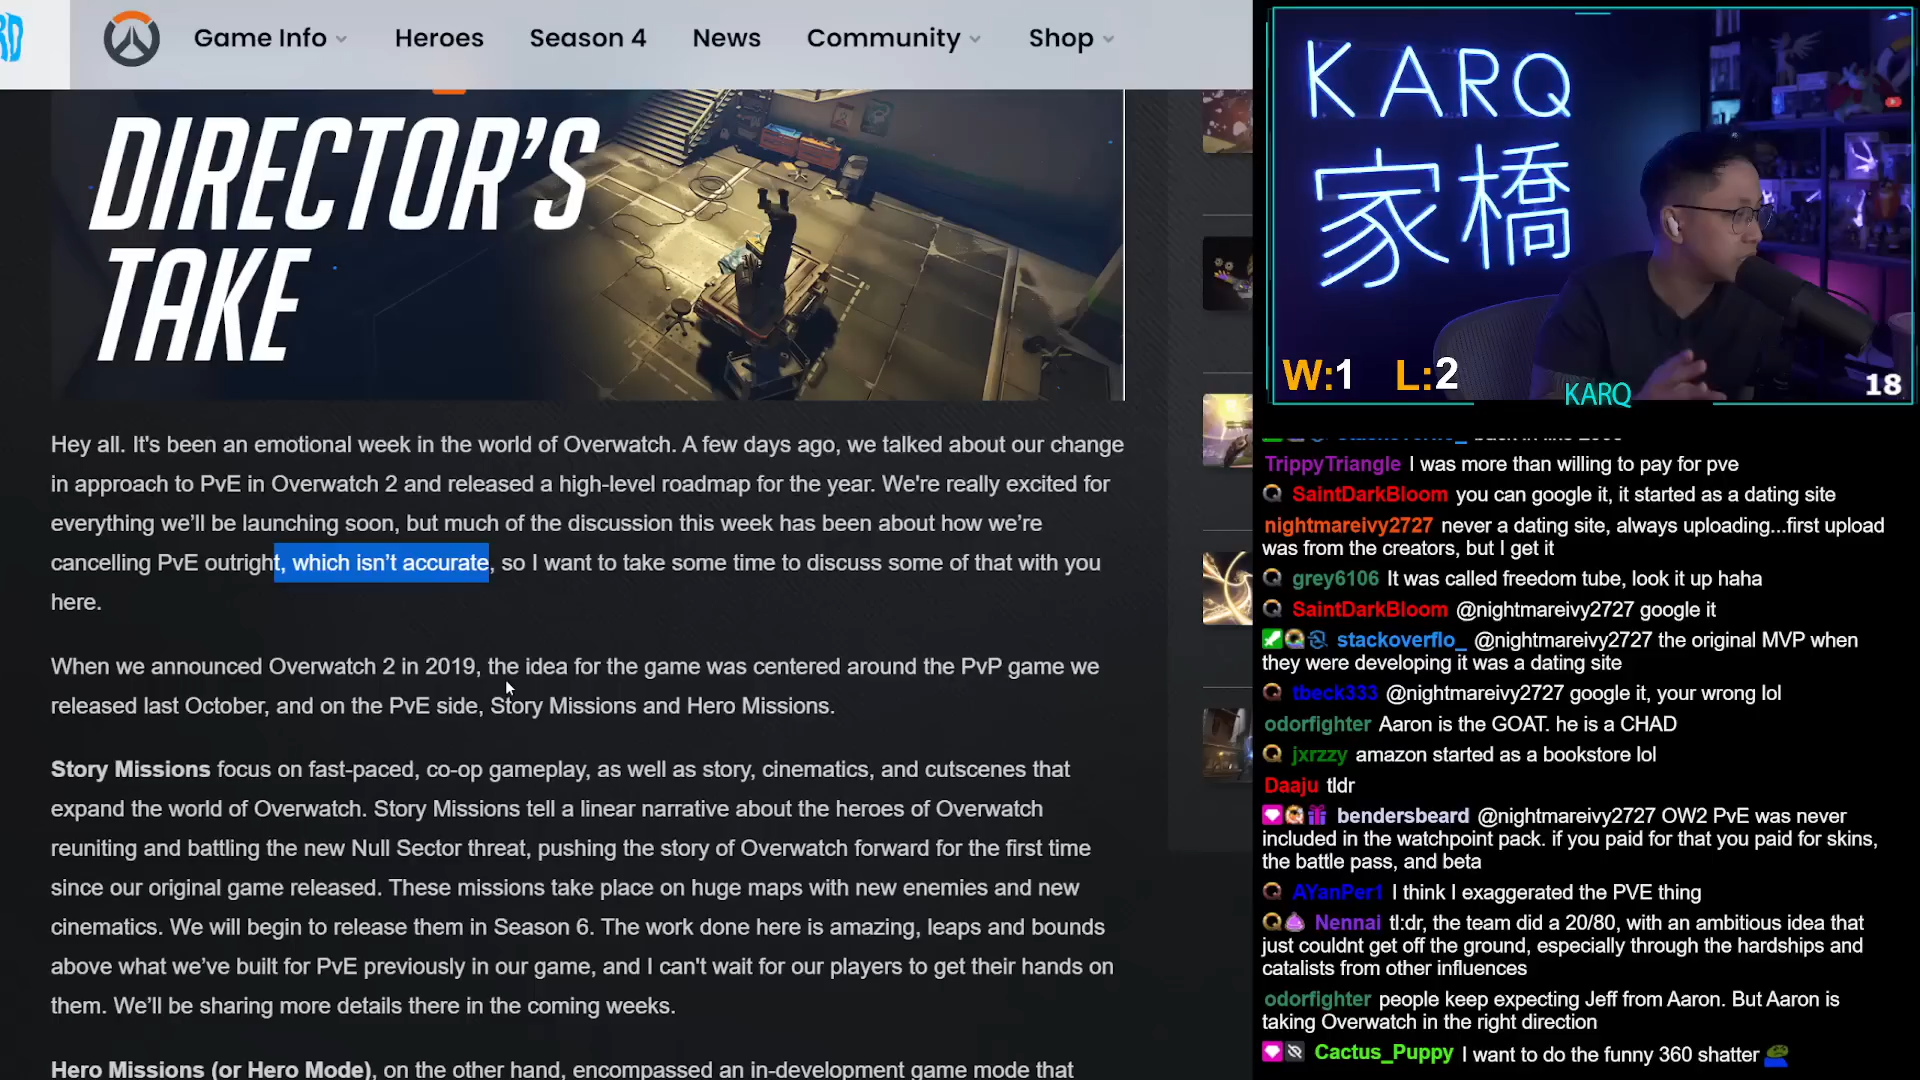 RD
Game Info
Heroes
Season 4
News
Community
Shop
DIRECTOR'S
TAKE
Hey all. It's been an emotional week in the world of Overwatch. A few days ago, we talked about our change
in approach to PvE in Overwatch 2 and released a high-level roadmap for the year. We're really excited for
everything we'll be launching soon, but much of the discussion this week has been about how we're
cancelling PvE outright, which isn't accurate, so I want to take some time to discuss some of that with you
here.
When we announced Overwatch 2 in 2019, the idea for the game was centered around the PvP game we
released last October, and on the PvE side, Story Missions and Hero Missions.
Story Missions focus on fast-paced, co-op gameplay, as well as story, cinematics, and cutscenes that
expand the world of Overwatch. Story Missions tell a linear narrative about the heroes of Overwatch
reuniting and battling the new Null Sector threat, pushing the story of Overwatch forward for the first time
since our original game released. These missions take place on huge maps with new enemies and new
cinematics. We will begin to release them in Season 6. The work done here is amazing, leaps and bounds
above what we've built for PvE previously in our game, and I can't wait for our players to get their hands on
them. We'll be sharing more details there in the coming weeks.
Hero Missions (or Hero Mode), on the other hand, encompassed an in-development game mode that
KARQ
家橋
W:1 L:2
KARQ
18
TrippyTriangle I was more than willing to pay for pve
SaintDarkBloom you can google it, it started as a dating site
nightmareivy2727 never a dating site, always uploading...first upload
was from the creators, but I get it
grey6106 It was called freedom tube, look it up haha
SaintDarkBloom @nightmareivy2727 google it
stackoverflo_ @nightmareivy2727 the original MVP when
they were developing it was a dating site
tbeck333 @nightmareivy2727 google it, your wrong lol
odorfighter Aaron is the GOAT. he is a CHAD
jxrzzy amazon started as a bookstore lol
Daaju tldr
bendersbeard @nightmareivy2727 OW2 PvE was never
included in the watchpoint pack. if you paid for that you paid for skins,
the battle pass, and beta
AYanPer1 I think I exaggerated the PVE thing
Nennai tl:dr, the team did a 20/80, with an ambitious idea that
just couldnt get off the ground, especially through the hardships and
catalists from other influences
odorfighter people keep expecting Jeff from Aaron. But Aaron is
taking Overwatch in the right direction
Cactus_Puppy I want to do the funny 360 shatter